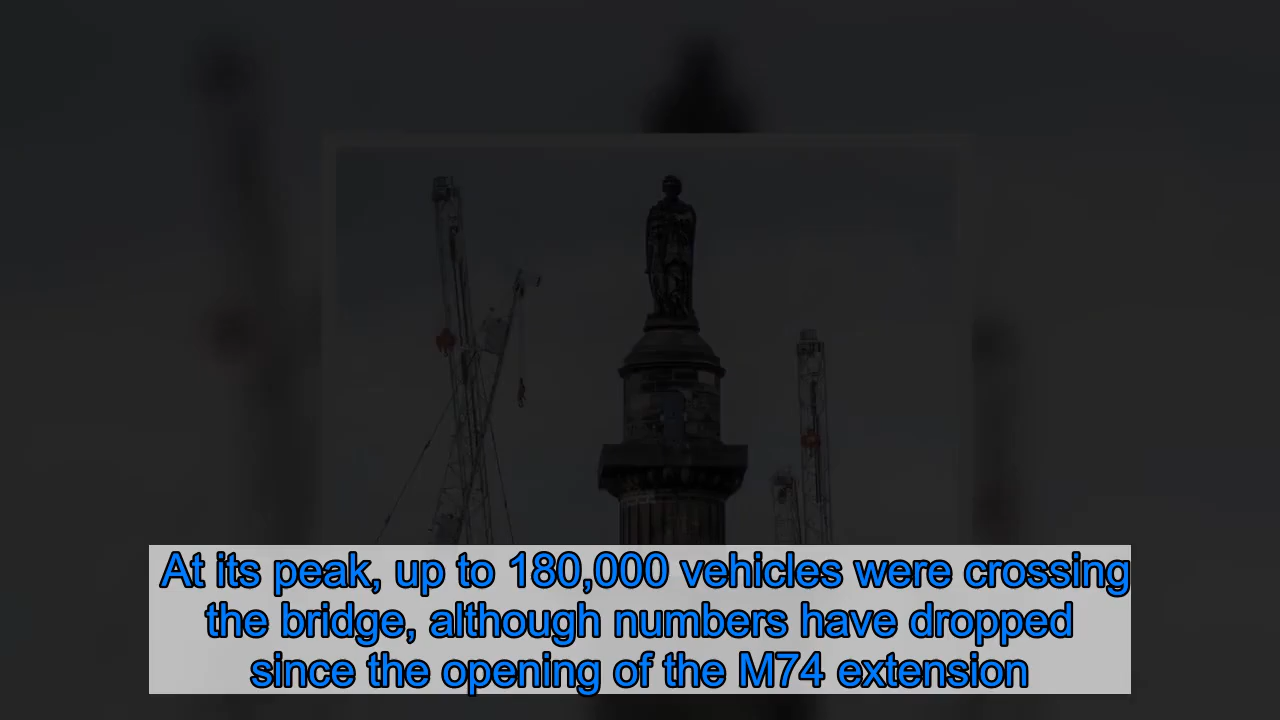 At its peak, up to 180,000 vehicles were crossing
the bridge, although numbers have dropped
since the opening of the M74 extension